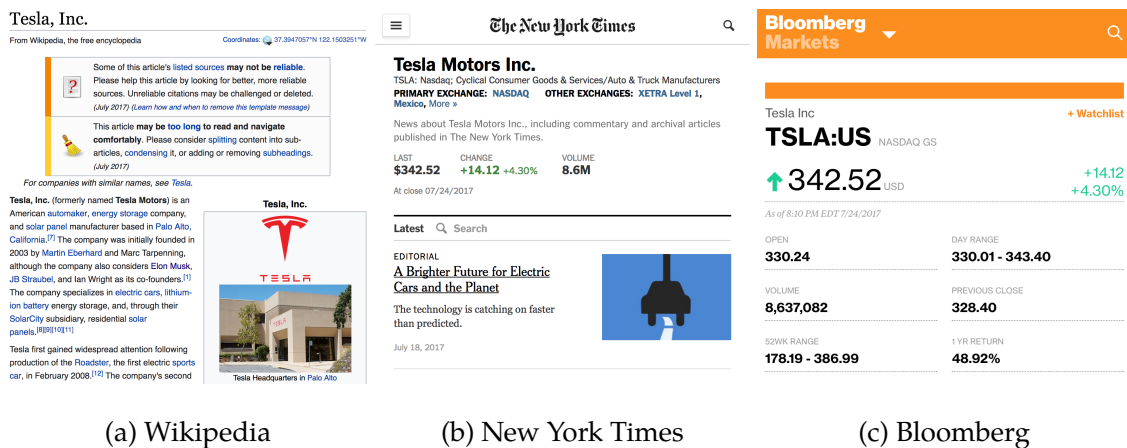 Tesla, Inc.
From Wikipedia, the free encyclopedia
Coordinates: 37.3947057°N 122.1503251°W
Some of this article's listed sources may not be reliable.
Please help this article by looking for better, more reliable
sources. Unreliable citations may be challenged or deleted.
(July 2017) (Learn how and when to remove this template message)
This article may be too long to read and navigate
comfortably. Please consider splitting content into sub-
articles, condensing it, or adding or removing subheadings.
(July 2017)
For companies with similar names, see Tesla.
Tesla, Inc. (formerly named Tesla Motors) is an
American automaker, energy storage company,
and solar panel manufacturer based in Palo Alto,
California.[7] The company was initially founded in
2003 by Martin Eberhard and Marc Tarpenning,
although the company also considers Elon Musk,
JB Straubel, and Ian Wright as its co-founders.[1]
The company specializes in electric cars, lithium-
ion battery energy storage, and, through their
SolarCity subsidiary, residential solar
panels.[8][9][10][11]
Tesla first gained widespread attention following
production of the Roadster, the first electric sports
car, in February 2008.[12] The company's second
Tesla, Inc.
TESLA
TESLA
Tesla Headquarters in Palo Alto
(a) Wikipedia
The New York Times
Tesla Motors Inc.
TSLA: Nasdaq; Cyclical Consumer Goods & Services/Auto & Truck Manufacturers
PRIMARY EXCHANGE: NASDAQ OTHER EXCHANGES: XETRA Level 1,
Mexico, More »
News about Tesla Motors Inc., including commentary and archival articles
published in The New York Times.
LAST CHANGE VOLUME
$342.52 +14.12 +4.30% 8.6M
At close 07/24/2017
Latest Search
EDITORIAL
A Brighter Future for Electric
Cars and the Planet
The technology is catching on faster
than predicted.
July 18, 2017
(b) New York Times
Bloomberg
Markets
Tesla Inc + Watchlist
TSLA:US NASDAQ GS
342.52 USD
+14.12
+4.30%
As of 8:10 PM EDT 7/24/2017
OPEN DAY RANGE
330.24 330.01 - 343.40
VOLUME PREVIOUS CLOSE
8,637,082 328.40
52WK RANGE 1 YR RETURN
178.19 - 386.99 48.92%
(c) Bloomberg